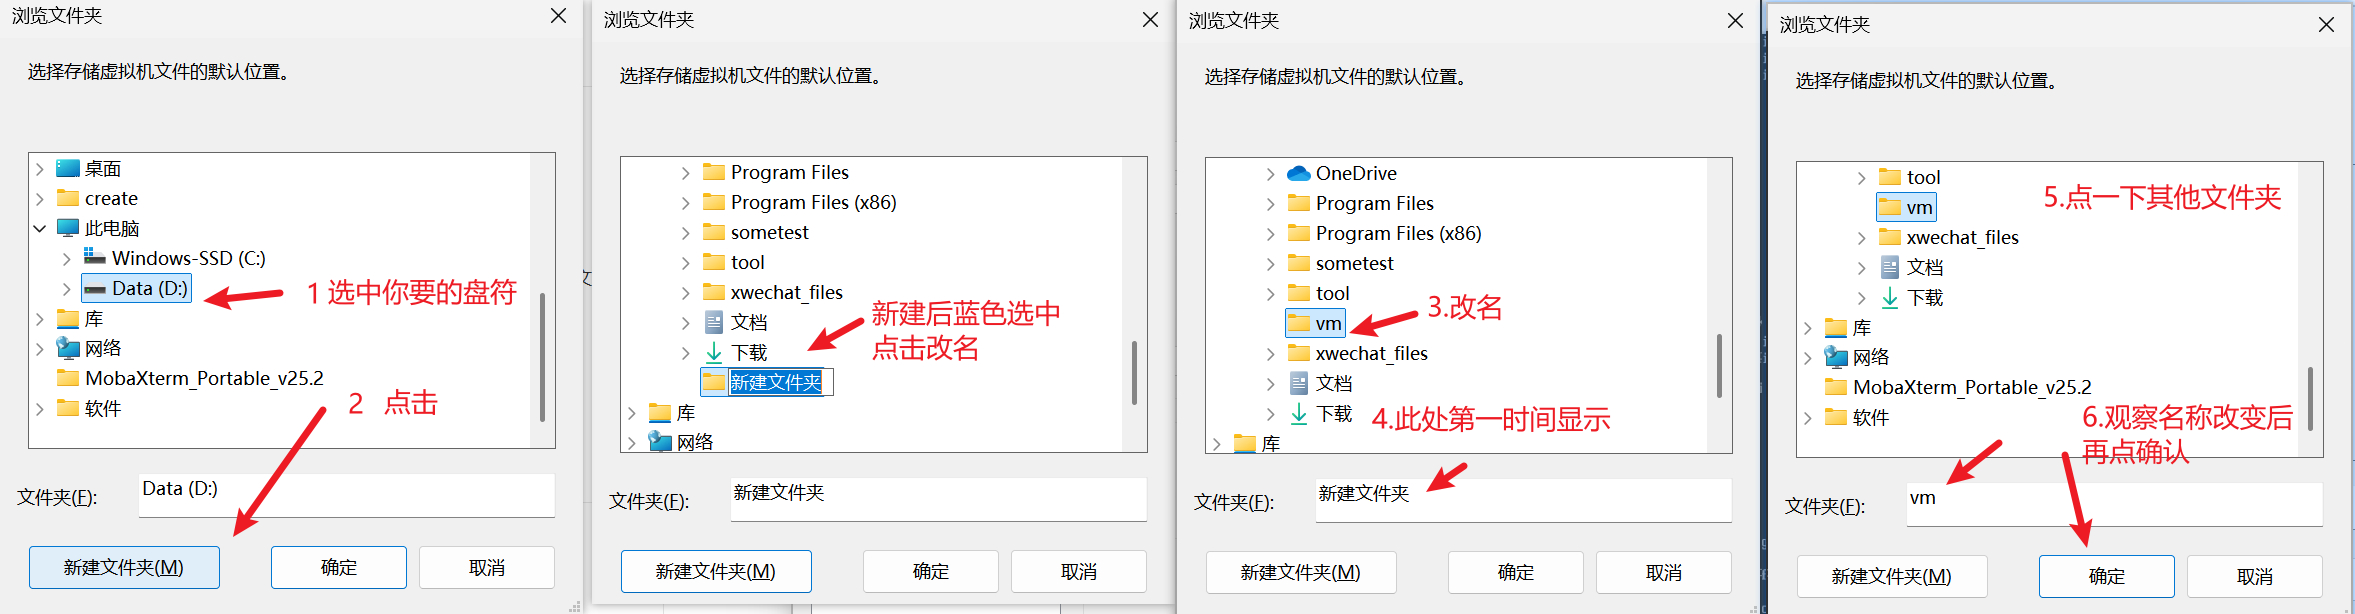 浏览文件夹
选择存储虚拟机文件的默认位置。
桌面
create
此电脑
Windows-SSD (C:)
Data (D:)
1 选中你要的盘符
库
网络
MobaXterm_Portable_v25.2
软件
2 点击
文件夹(F):
Data (D:)
新建文件夹(M)
确定
取消
浏览文件夹
选择存储虚拟机文件的默认位置。
Program Files
Program Files (x86)
sometest
tool
xwechat_files
文档
下载
新建后蓝色选中
点击改名
新建文件夹
库
网络
文件夹(F):
新建文件夹
新建文件夹(M)
确定
取消
浏览文件夹
选择存储虚拟机文件的默认位置。
OneDrive
Program Files
Program Files (x86)
sometest
tool
vm
3.改名
xwechat_files
文档
下载
4.此处第一时间显示
库
文件夹(F):
新建文件夹
新建文件夹(M)
确定
取消
浏览文件夹
选择存储虚拟机文件的默认位置。
tool
vm
5.点一下其他文件夹
xwechat_files
文档
下载
库
网络
MobaXterm_Portable_v25.2
软件
6.观察名称改变后
再点确认
文件夹(F):
vm
新建文件夹(M)
确定
取消